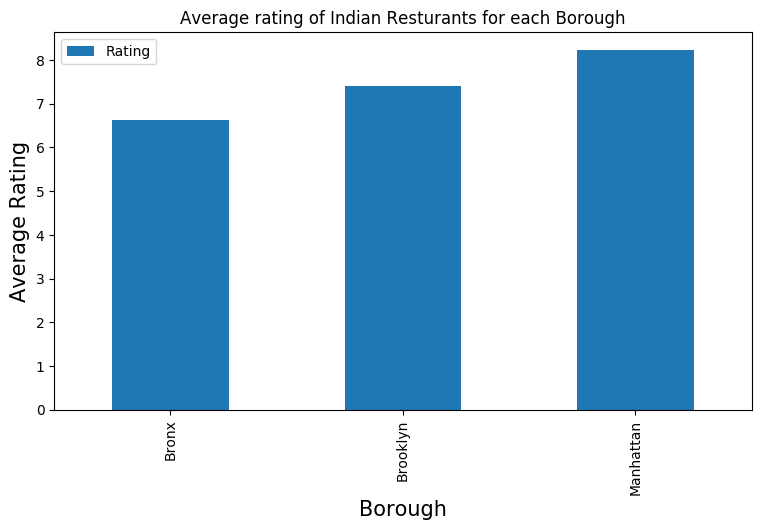 Average rating of Indian Resturants for each Borough
Rating
8
7
6
5
4
3
2
1
0
Average Rating
Bronx
Brooklyn
Manhattan
Borough